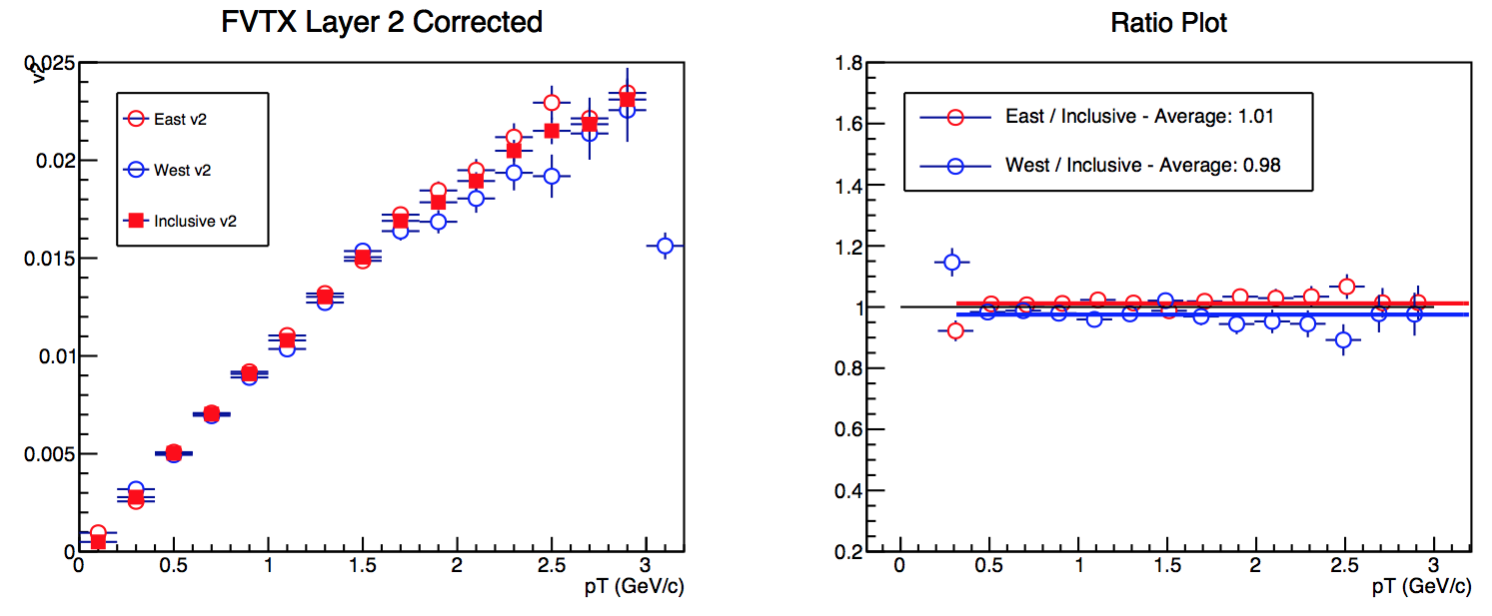 FVTX Layer 2 Corrected
v2
0.025
0.02
0.015
0.01
0.005
0
East v2
West v2
Inclusive v2
0 0.5 1 1.5 2 2.5 3
pT (GeV/c)
Ratio Plot
1.8
1.6
1.4
1.2
1
0.8
0.6
0.4
0.2
East / Inclusive - Average: 1.01
West / Inclusive - Average: 0.98
0 0.5 1 1.5 2 2.5 3
pT (GeV/c)